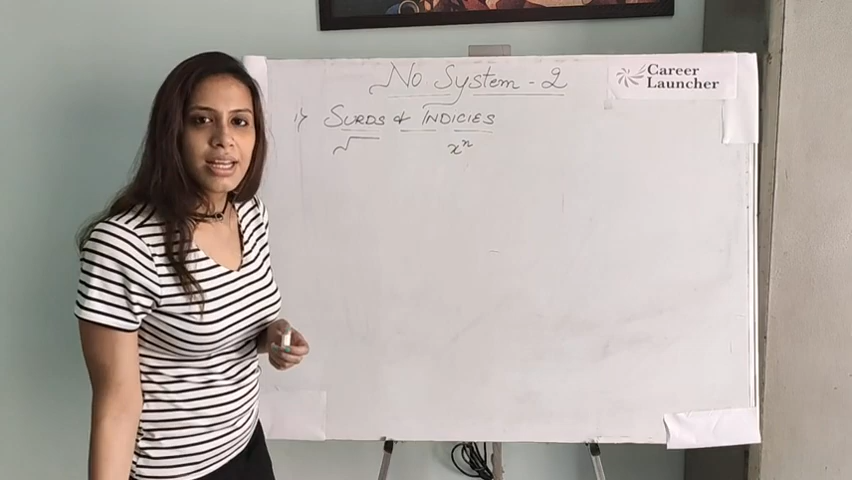 No System - 2
Career
Launcher
1) SURDS & INDICIES
√
xⁿ